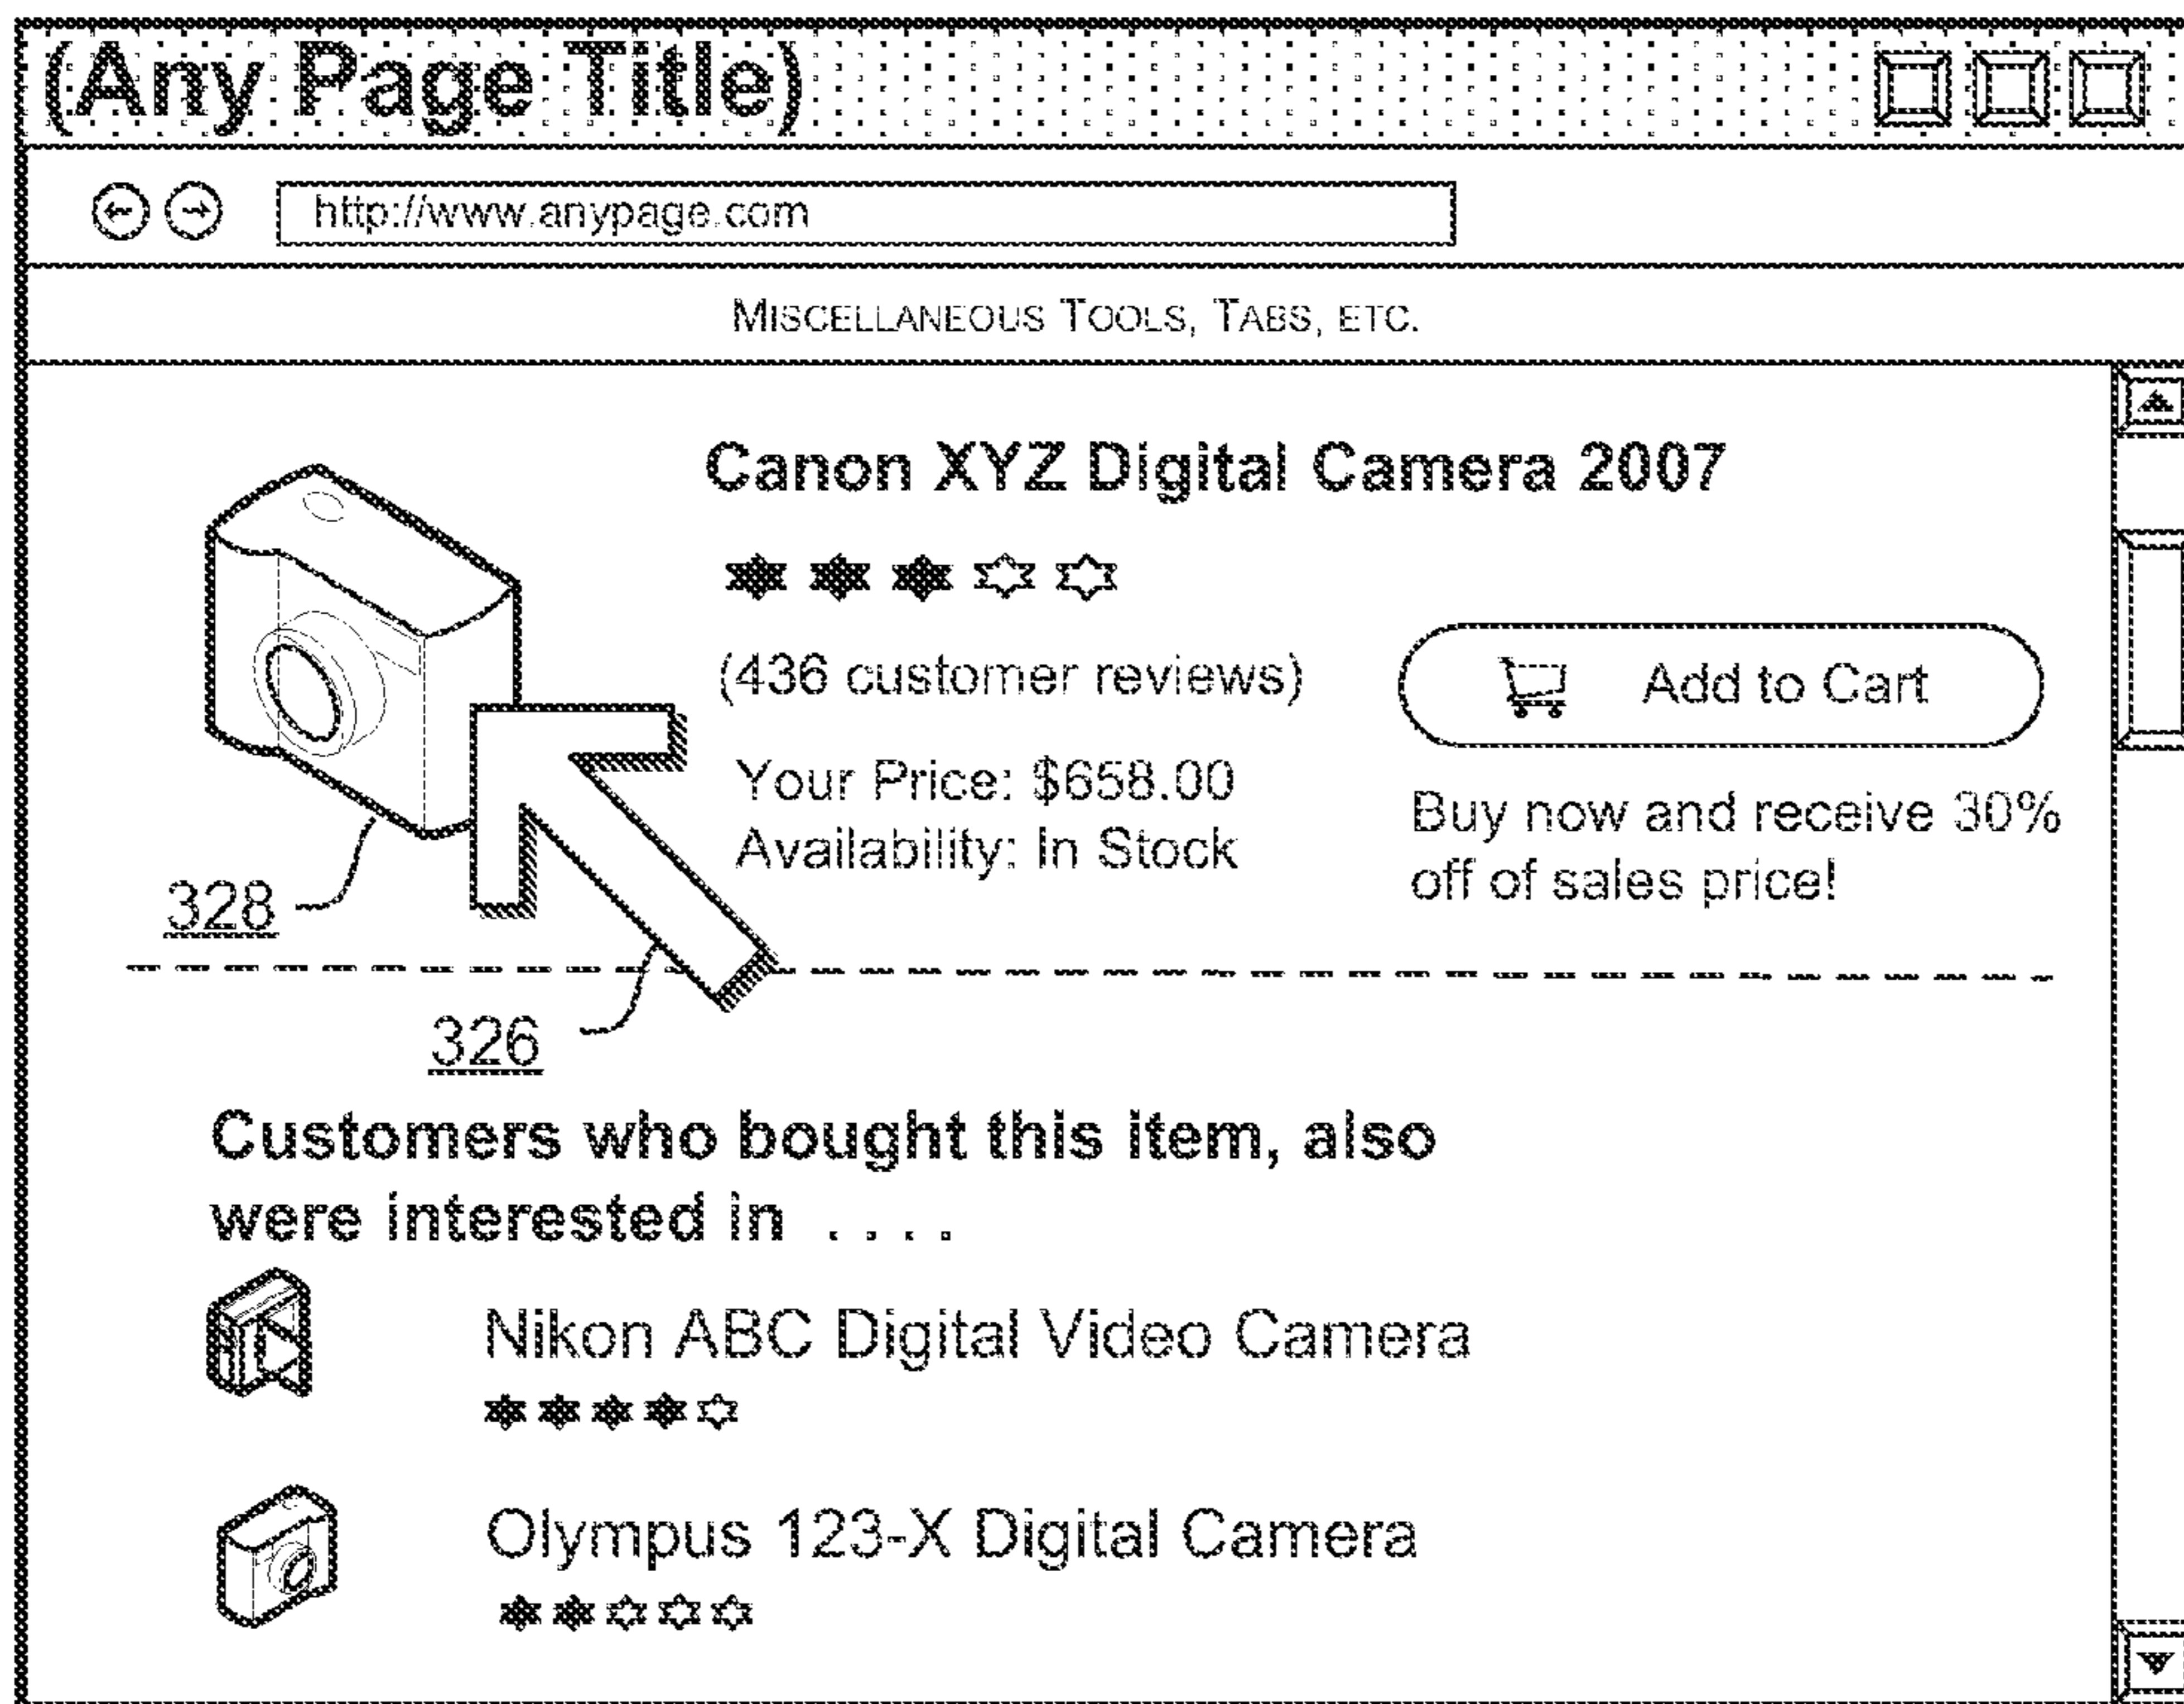 (Any Page Title)
http://www.anypage.com
MISCELLANEOUS TOOLS, TABS, ETC.
Canon XYZ Digital Camera 2007
(436 customer reviews)
Add to Cart
Your Price: $658.00
Availability: In Stock
Buy now and receive 30%
off of sales price!
328
326
Customers who bought this item, also
were interested in . . . .
Nikon ABC Digital Video Camera
Olympus 123-X Digital Camera